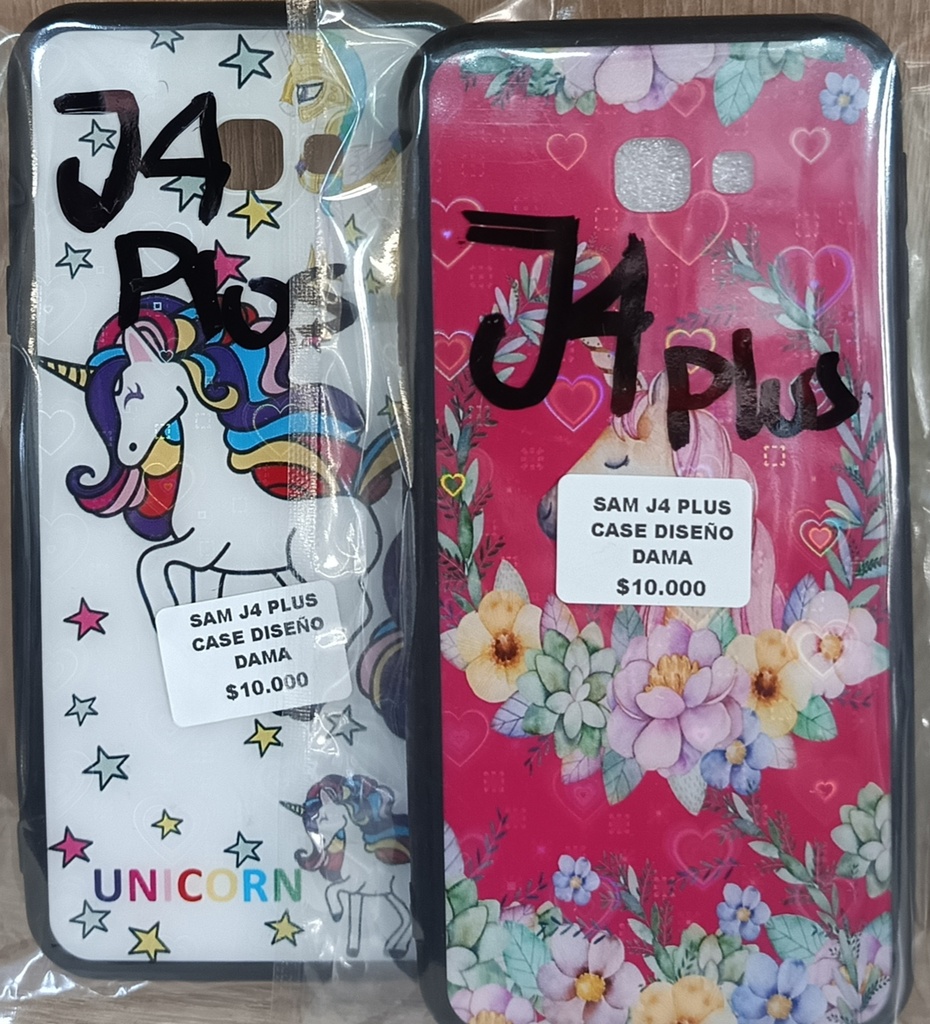 J4
Plus
SAM J4 PLUS
CASE DISEÑO
DAMA
$10.000
UNICORN
J4 Plus
SAM J4 PLUS
CASE DISEÑO
DAMA
$10.000